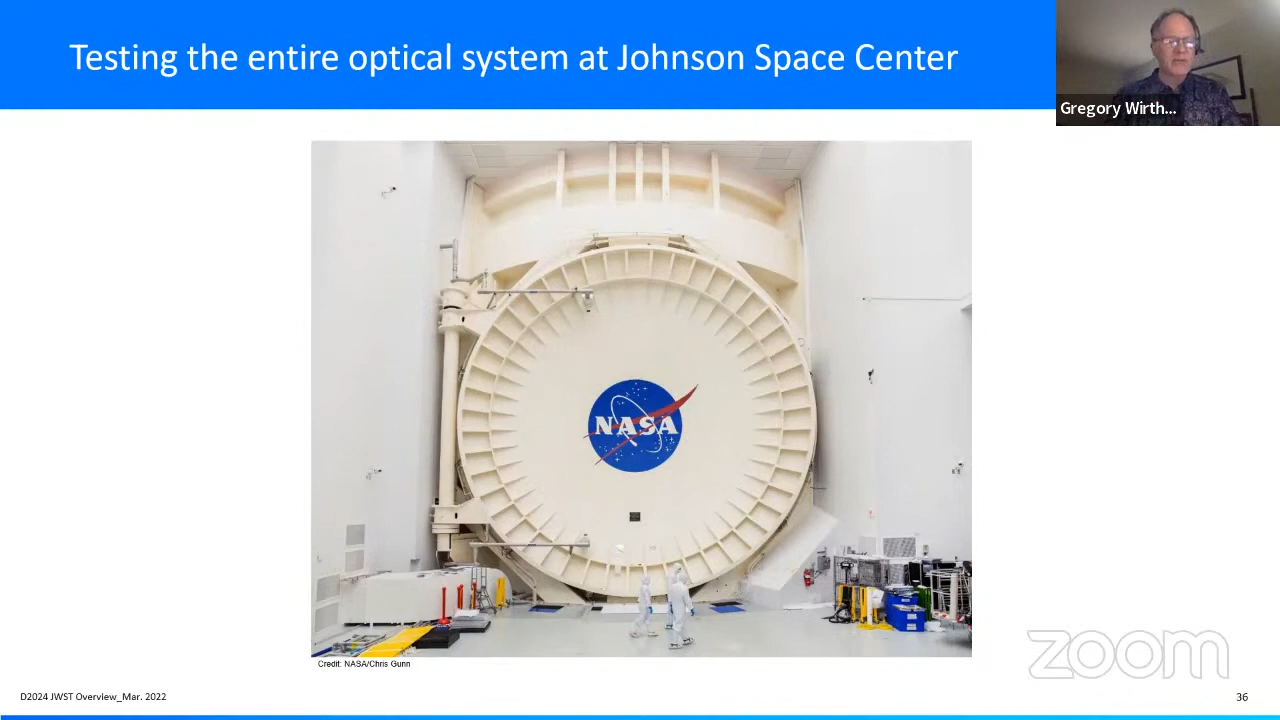 Testing the entire optical system at Johnson Space Center
Gregory Wirth...
NASA
Credit: NASA/Chris Gunn
zoom
D2024 JWST Overview_Mar. 2022
36